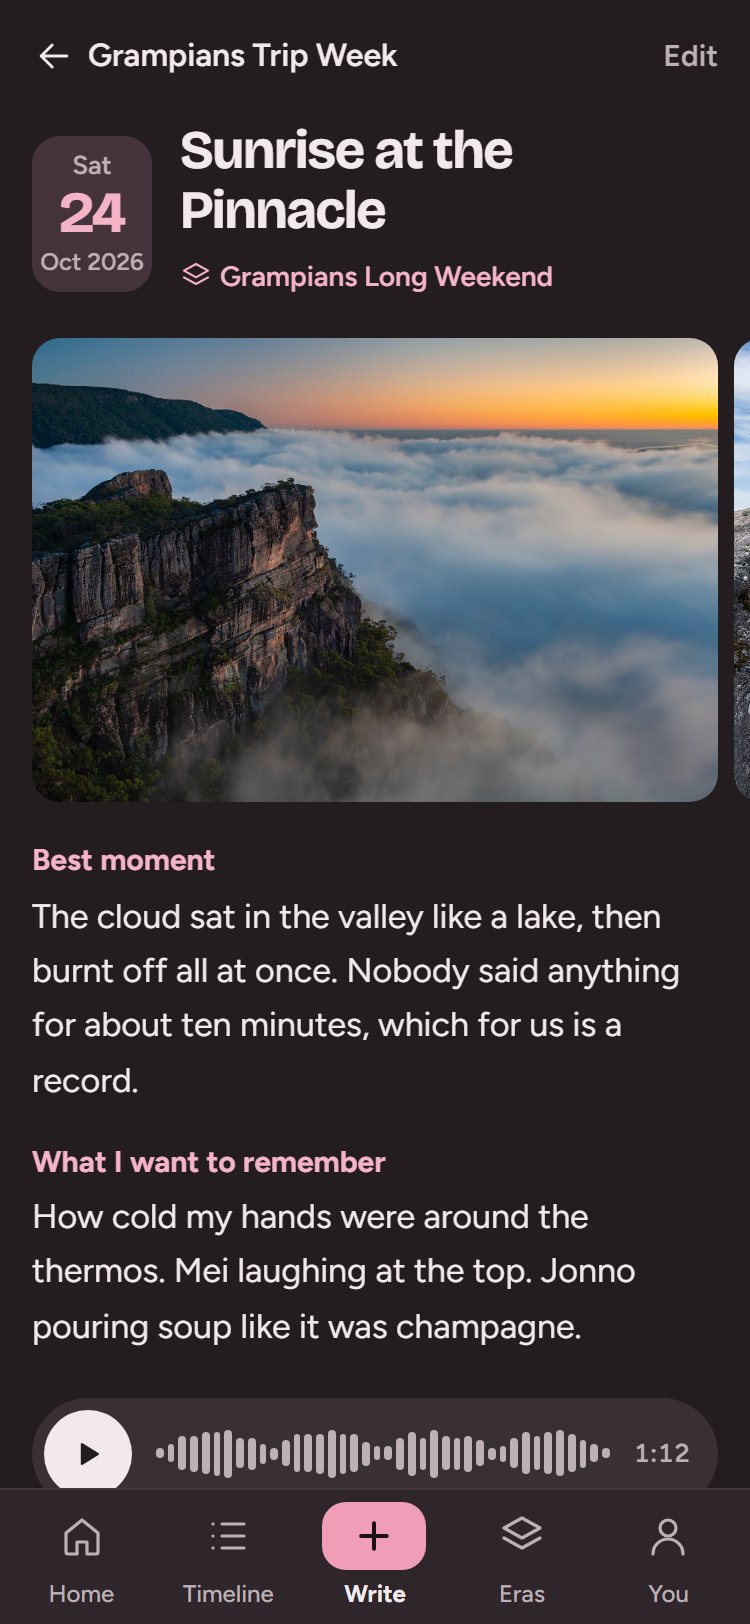 Grampians Trip Week
Edit
Sat
24
Oct 2026
Sunrise at the
Pinnacle
Grampians Long Weekend
Best moment
The cloud sat in the valley like a lake, then
burnt off all at once. Nobody said anything
for about ten minutes, which for us is a
record.
What I want to remember
How cold my hands were around the
thermos. Mei laughing at the top. Jonno
pouring soup like it was champagne.
1:12
Home
Timeline
Write
Eras
You